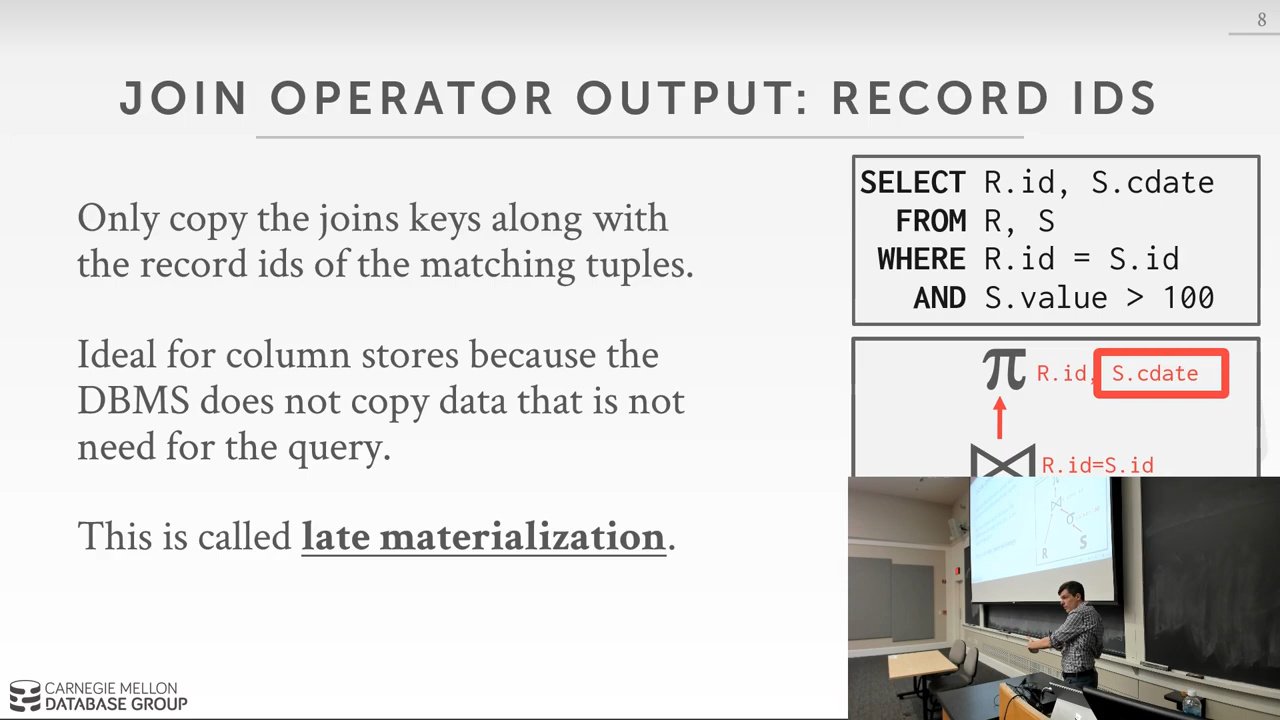 8
JOIN OPERATOR OUTPUT: RECORD IDS
Only copy the joins keys along with
the record ids of the matching tuples.
Ideal for column stores because the
DBMS does not copy data that is not
need for the query.
This is called late materialization.
SELECT R.id, S.cdate
FROM R, S
WHERE R.id = S.id
AND S.value > 100
π R.id, S.cdate
⋈ R.id=S.id
R S
CARNEGIE MELLON
DATABASE GROUP